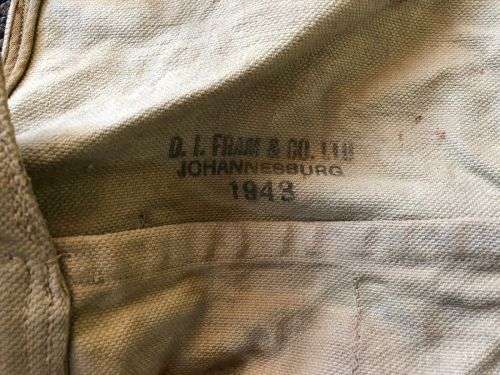 D. I. FRAM & CO. LTD
JOHANNESBURG
1943